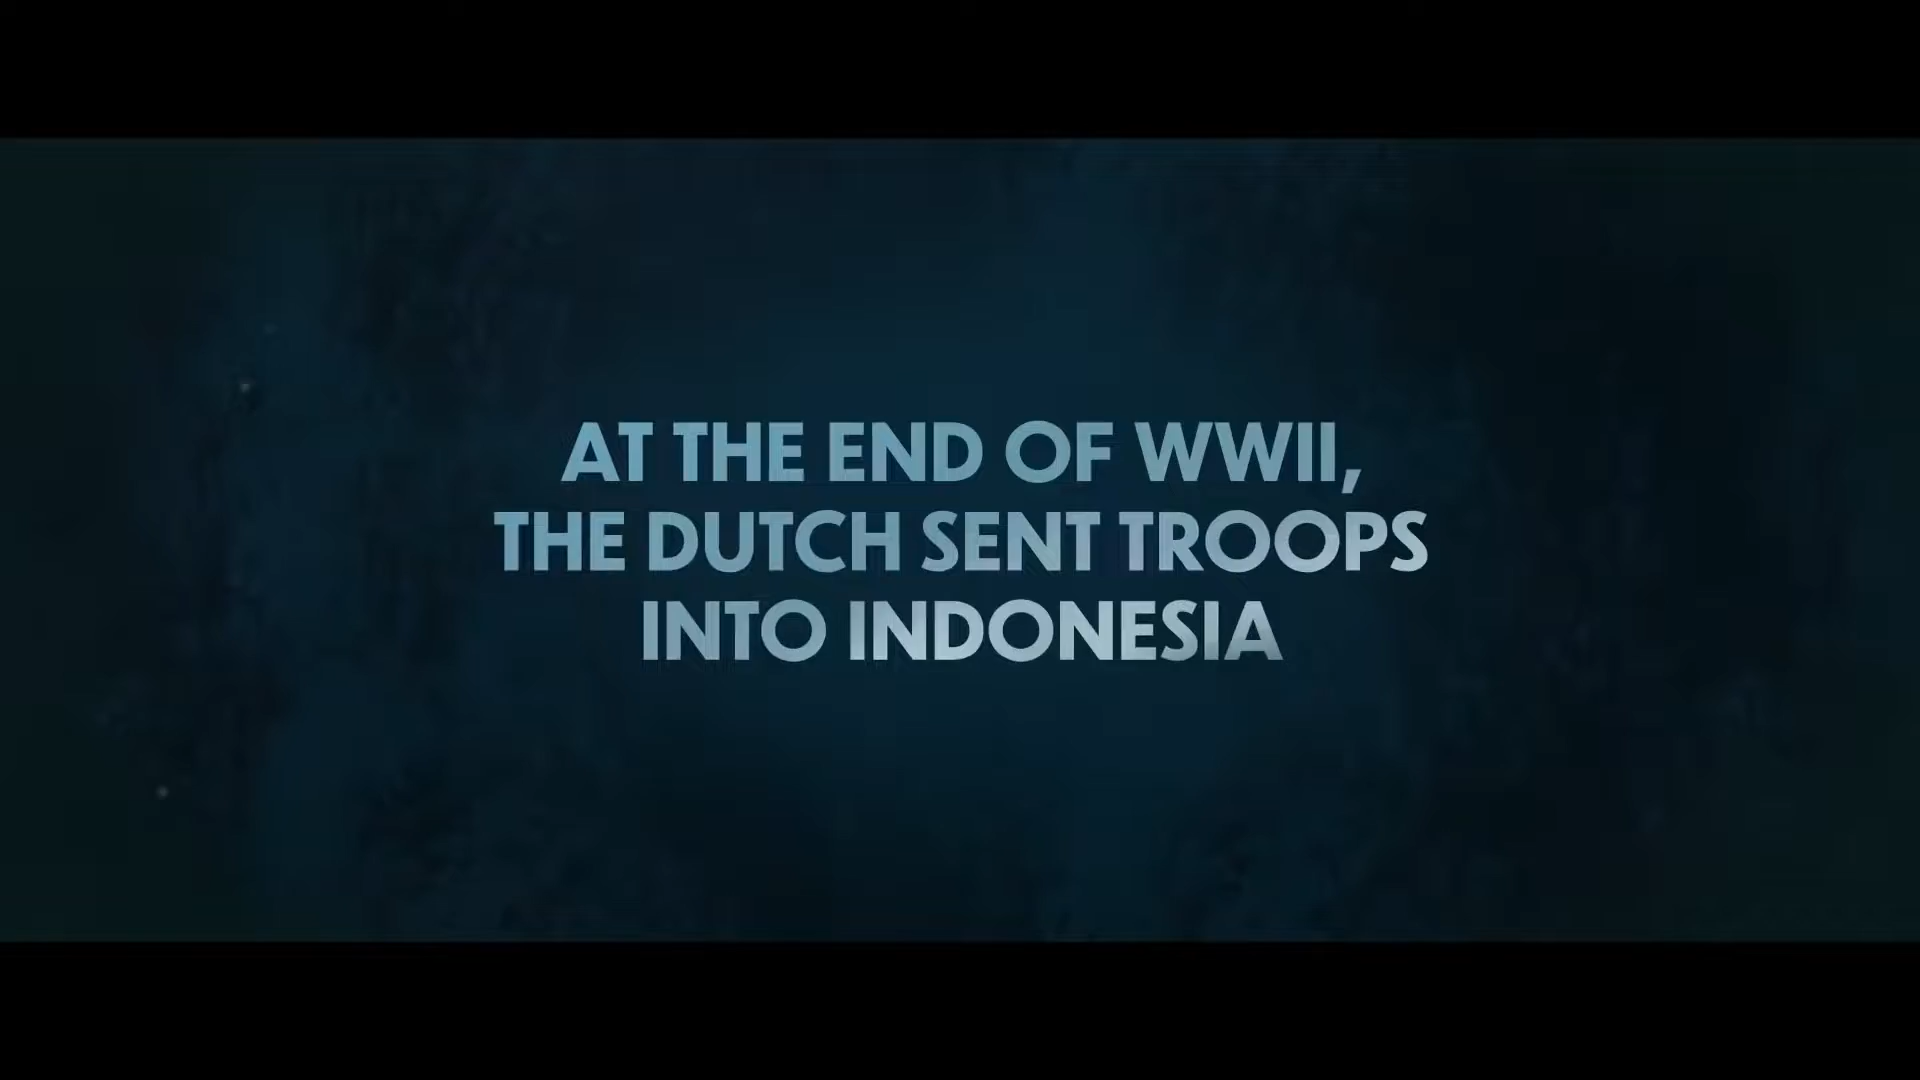 AT THE END OF WWII,
THE DUTCH SENT TROOPS
INTO INDONESIA